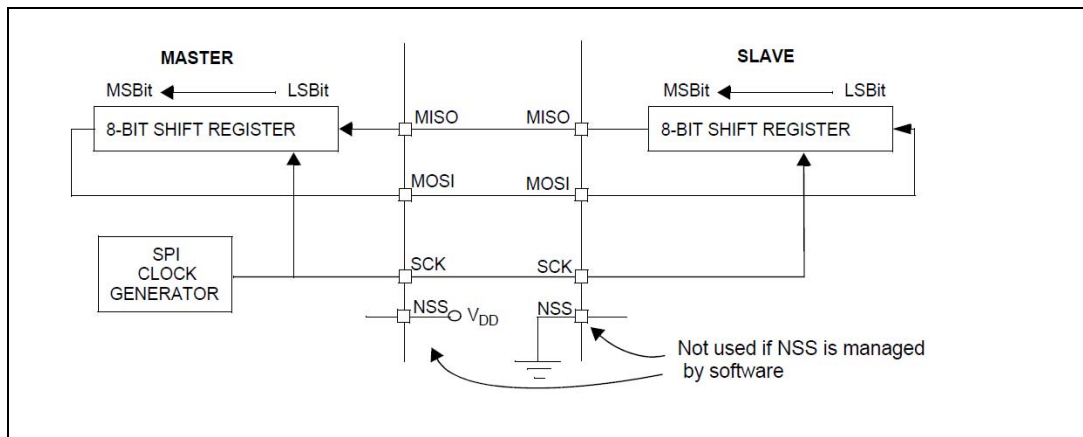 MASTER
SLAVE
MSBit LSBit
MSBit LSBit
8-BIT SHIFT REGISTER
MISO
MISO
8-BIT SHIFT REGISTER
MOSI
MOSI
SPI
CLOCK
GENERATOR
SCK
SCK
NSS
VDD
NSS
Not used if NSS is managed
by software